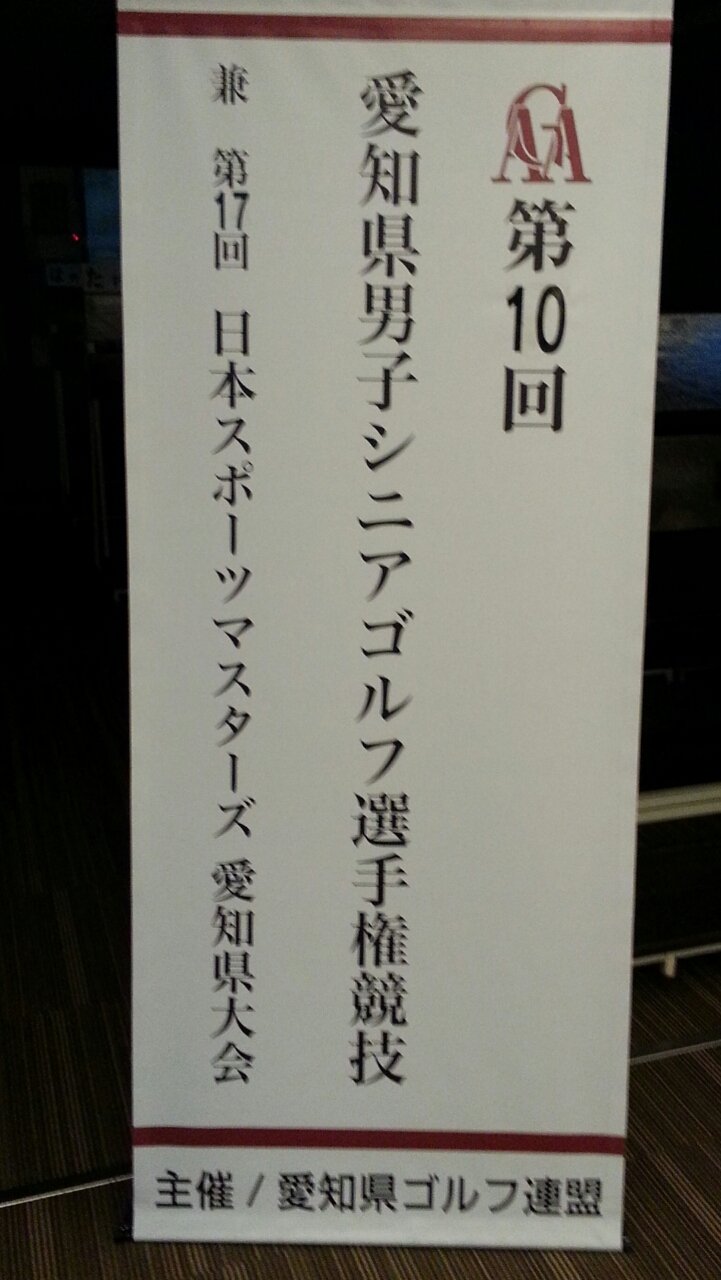 AGA
第10回
愛知県男子シニアゴルフ選手権競技
兼 第17回 日本スポーツマスターズ 愛知県大会
主催 / 愛知県ゴルフ連盟